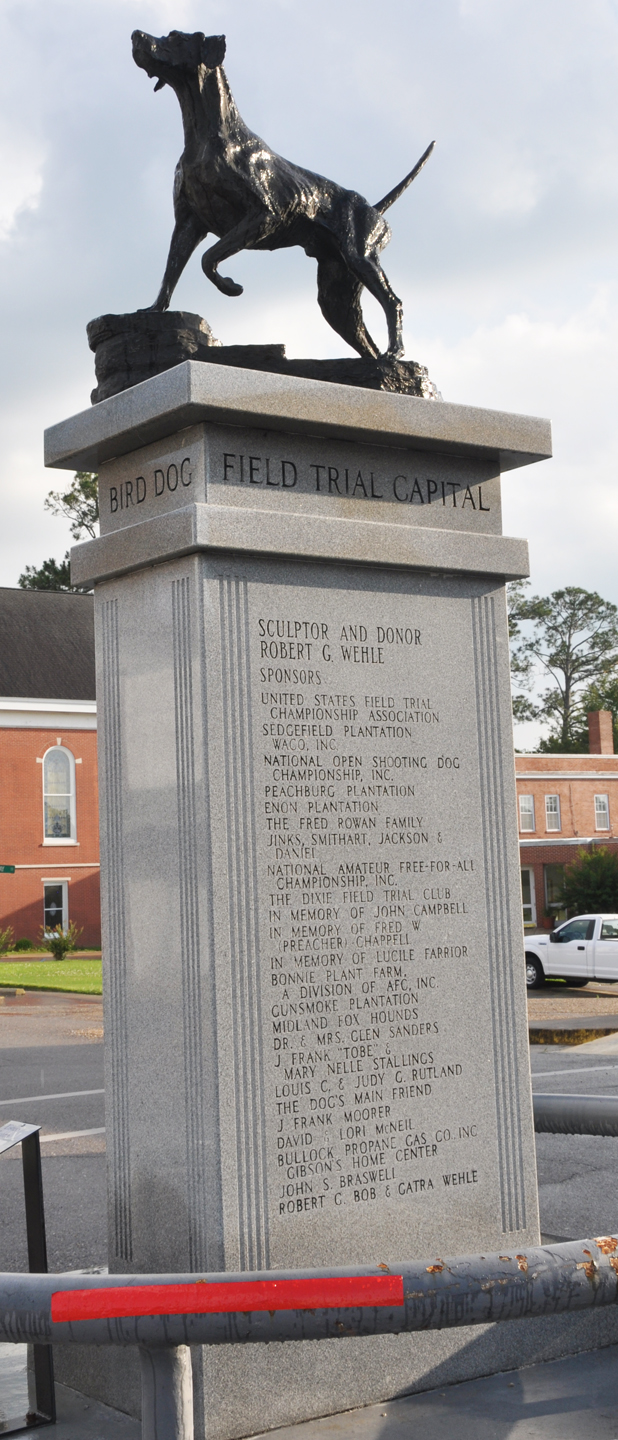 BIRD DOG
FIELD TRIAL CAPITAL
SCULPTOR AND DONOR
ROBERT G. WEHLE
SPONSORS
UNITED STATES FIELD TRIAL
CHAMPIONSHIP ASSOCIATION
SEDGEFIELD PLANTATION
WAGO, INC.
NATIONAL OPEN SHOOTING DOG
CHAMPIONSHIP, INC.
PEACHBURG PLANTATION
ENON PLANTATION
THE FRED ROWAN FAMILY
JINKS, SMITHART, JACKSON &
DANIEL
NATIONAL AMATEUR FREE-FOR-ALL
CHAMPIONSHIP, INC.
THE DIXIE FIELD TRIAL CLUB
IN MEMORY OF JOHN CAMPBELL
IN MEMORY OF FRED W
(PREACHER) CHAPPELL
IN MEMORY OF LUCILE FARRIOR
BONNIE PLANT FARM,
A DIVISION OF AFC, INC.
GUNSMOKE PLANTATION
MIDLAND FOX HOUNDS
DR. & MRS. GLEN SANDERS
J. FRANK "TOBE" &
MARY NELLE STALLINGS
LOUIS C. & JUDY G. RUTLAND
THE DOG'S MAIN FRIEND
J. FRANK MOORER
DAVID & LORI McNEIL
BULLOCK PROPANE GAS CO. INC
GIBSON'S HOME CENTER
JOHN S. BRASWELL
ROBERT G. BOB & GATRA WEHLE